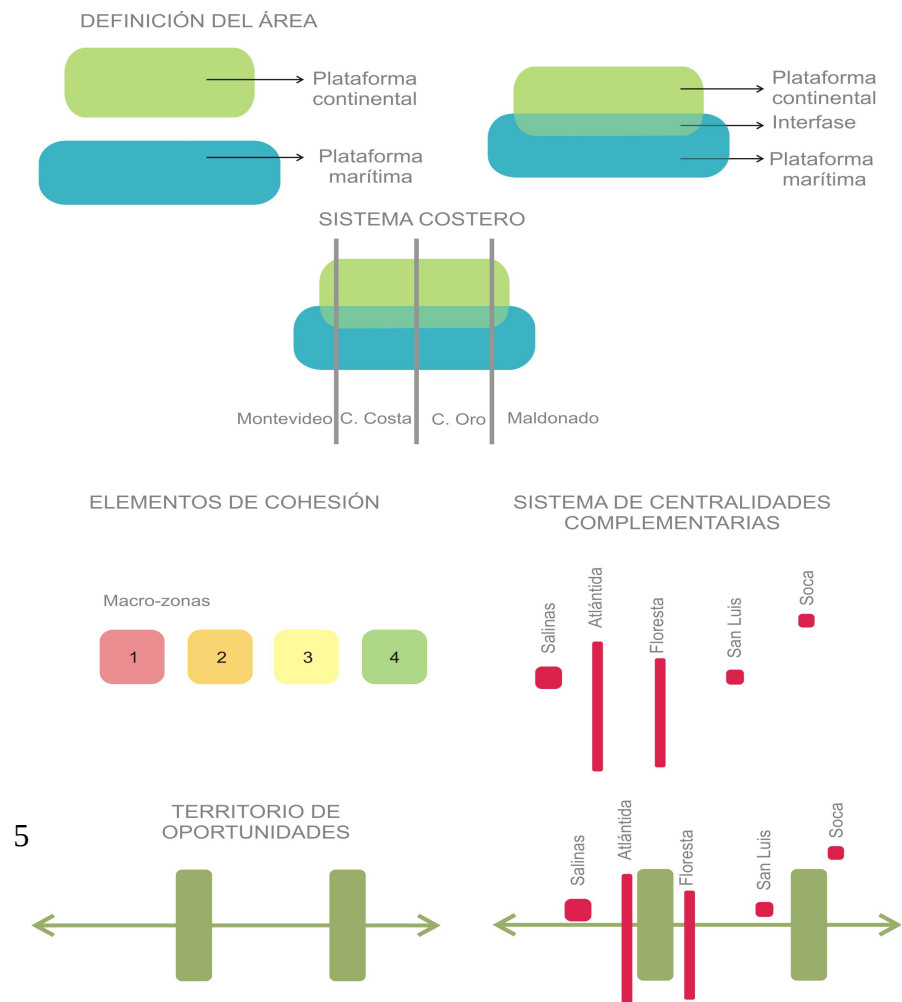 DEFINICIÓN DEL ÁREA
Plataforma
continental
Plataforma
marítima
Plataforma
continental
Interfase
Plataforma
marítima
SISTEMA COSTERO
Montevideo
C. Costa
C. Oro
Maldonado
ELEMENTOS DE COHESIÓN
Macro-zonas
1
2
3
4
SISTEMA DE CENTRALIDADES
COMPLEMENTARIAS
Salinas
Atlántida
Floresta
San Luis
Soca
5
TERRITORIO DE
OPORTUNIDADES
Salinas
Atlántida
Floresta
San Luis
Soca